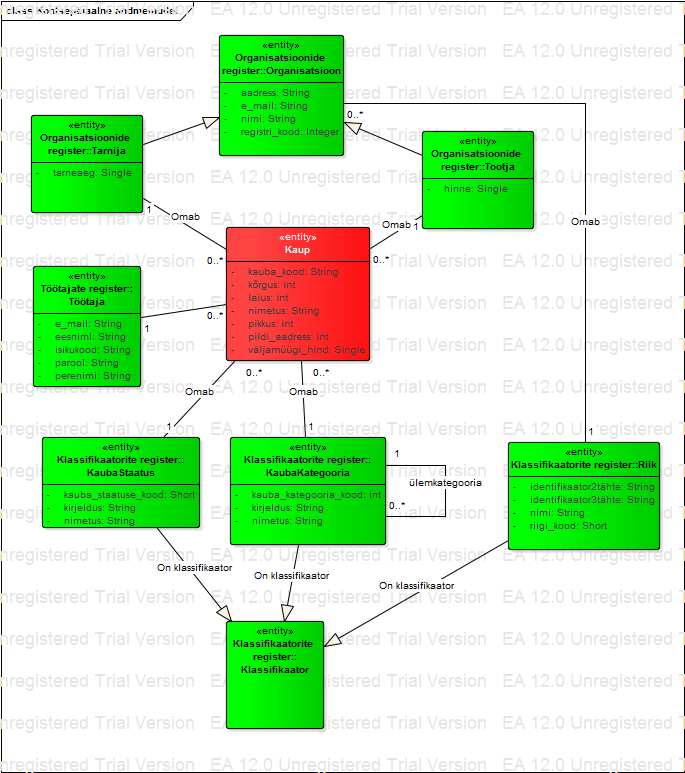 EA 12.0 Unregistered Trial Version
«entity»
Organisatsioonide
register::Organisatsioon
- aadress: String
- e_mail: String
- nimi: String
- registri_kood: Integer
0..*
«entity»
Organisatsioonide
register::Tarnija
- tarneaeg: Single
«entity»
Organisatsioonide
register::Tootja
- hinne: Single
1
Omab
0..*
Omab
1
0..*
Omab
«entity»
Kaup
- kauba_kood: String
- kõrgus: int
- laius: int
- nimetus: String
- pikkus: Int
- pildi_aadress: int
- väljamüügi_hind: Single
«entity»
Töötajate register::
Töötaja
- e_mail: String
- eesnimi: String
- isikukood: String
- parool: String
- perenimi: String
1
0..*
0..*
0..*
Omab
Omab
1
1
1
1
«entity»
Klassifikaatorite register::
KaubaStaatus
- kauba_staatuse_kood: Short
- kirjeldus: String
- nimetus: String
«entity»
Klassifikaatorite register::
KaubaKategooria
- kauba_kategooria_kood: int
- kirjeldus: String
- nimetus: String
ülemkategooria
0..*
«entity»
Klassifikaatorite register::Riik
- identifikaator2tähte: String
- identifikaator3tähte: String
- nimi: String
- riigi_kood: Short
On klassifikaator
On klassifikaator
On klassifikaator
«entity»
Klassifikaatorite
register::
Klassifikaator